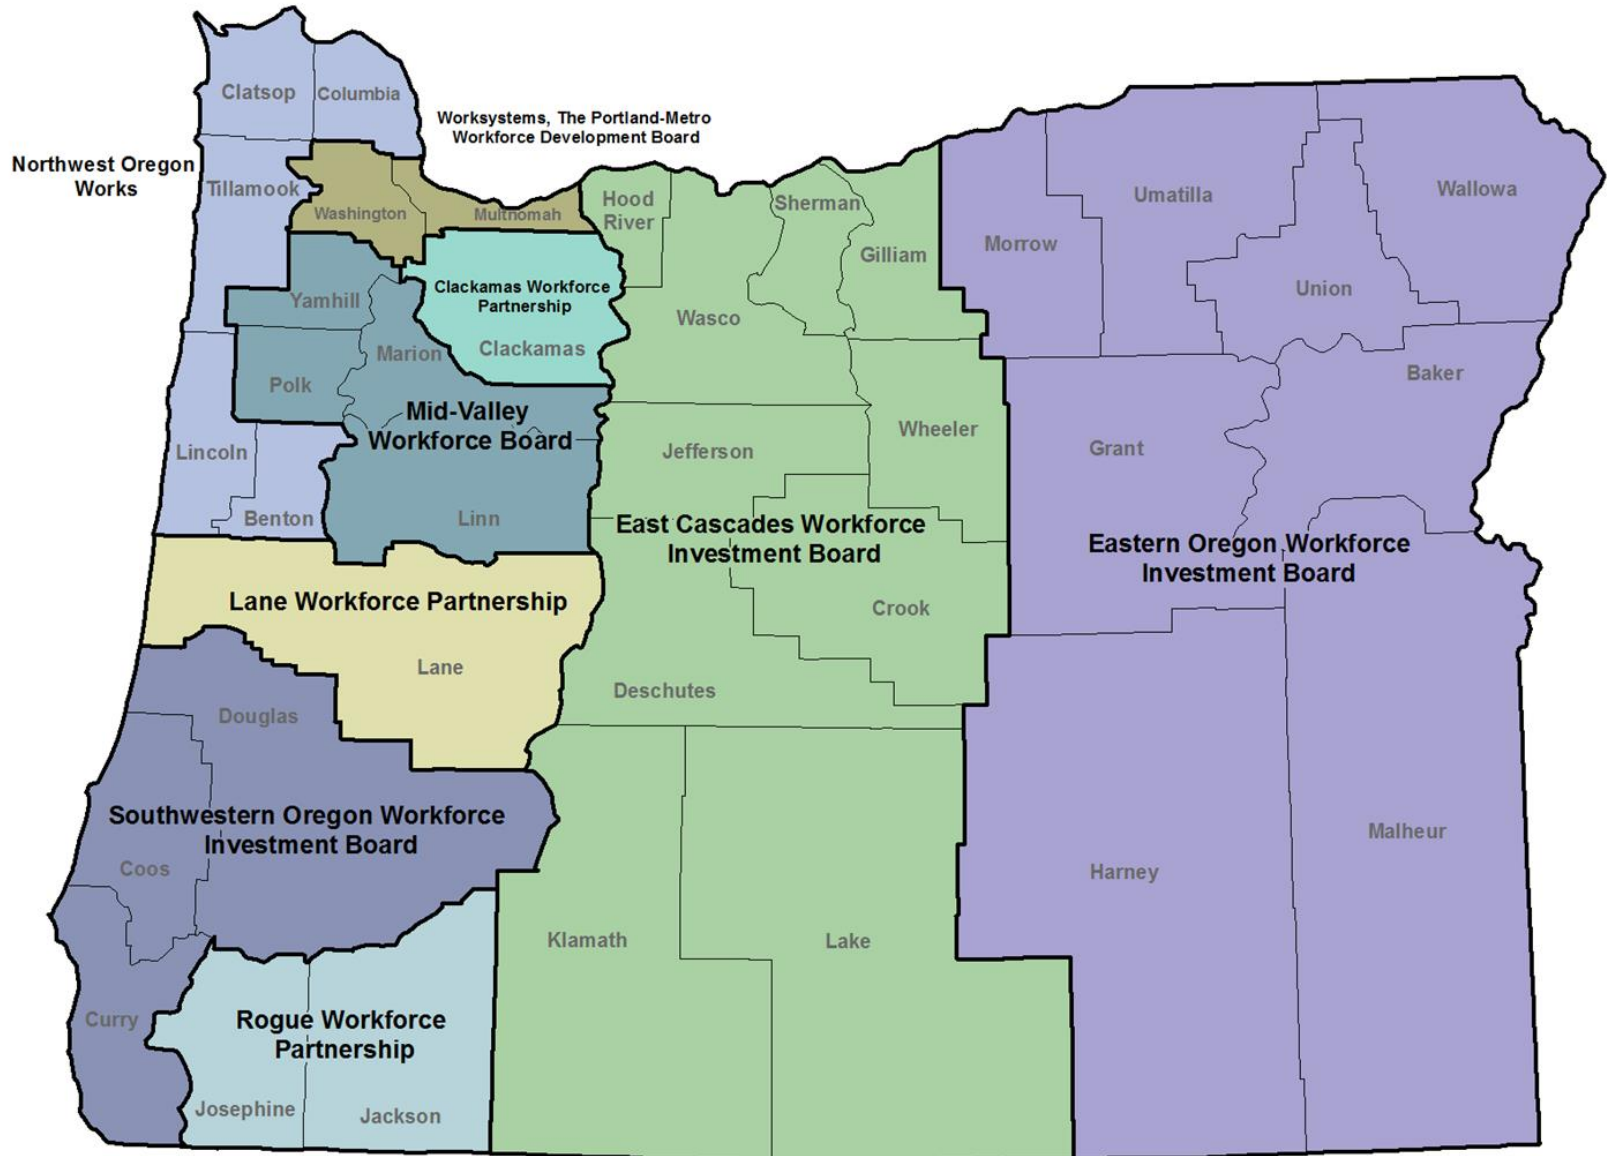 Clatsop
Columbia
Worksystems, The Portland-Metro
Workforce Development Board
Northwest Oregon
Works
Tillamook
Washington
Multnomah
Hood
River
Sherman
Gilliam
Morrow
Umatilla
Wallowa
Union
Yamhill
Clackamas Workforce
Partnership
Clackamas
Marion
Polk
Wasco
Baker
Mid-Valley
Workforce Board
Lincoln
Benton
Linn
Jefferson
Wheeler
Grant
East Cascades Workforce
Investment Board
Eastern Oregon Workforce
Investment Board
Crook
Lane Workforce Partnership
Lane
Deschutes
Douglas
Southwestern Oregon Workforce
Investment Board
Coos
Malheur
Harney
Klamath
Lake
Curry
Rogue Workforce
Partnership
Josephine
Jackson